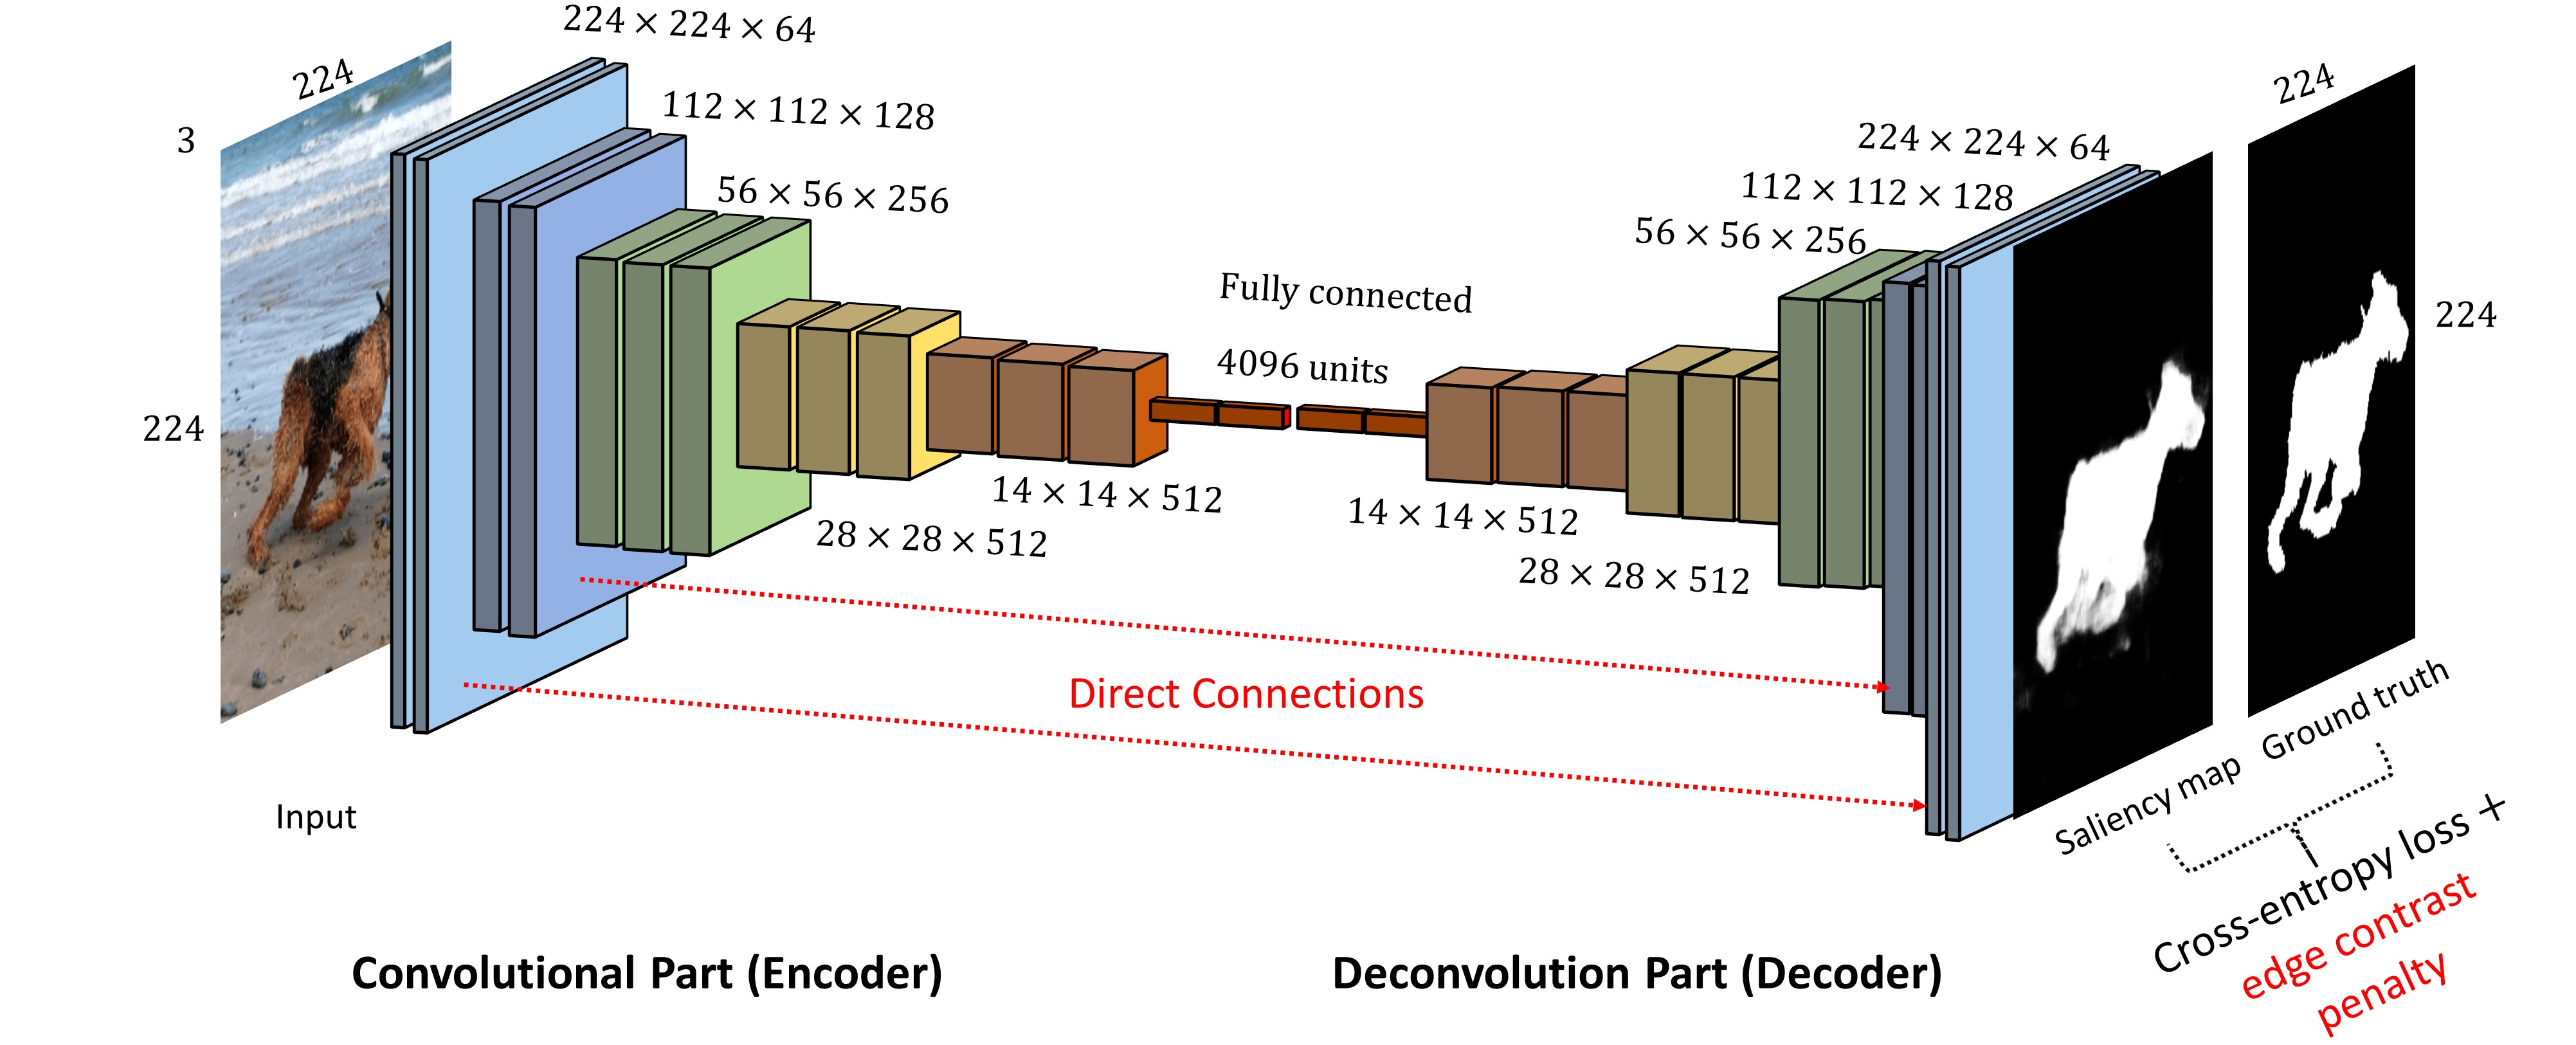 224
3
224
224 × 224 × 64
112 × 112 × 128
56 × 56 × 256
28 × 28 × 512
14 × 14 × 512
Fully connected
4096 units
14 × 14 × 512
28 × 28 × 512
56 × 56 × 256
112 × 112 × 128
224 × 224 × 64
224
224
Direct Connections
Input
Saliency map
Ground truth
Cross-entropy loss +
edge contrast
penalty
Convolutional Part (Encoder)
Deconvolution Part (Decoder)